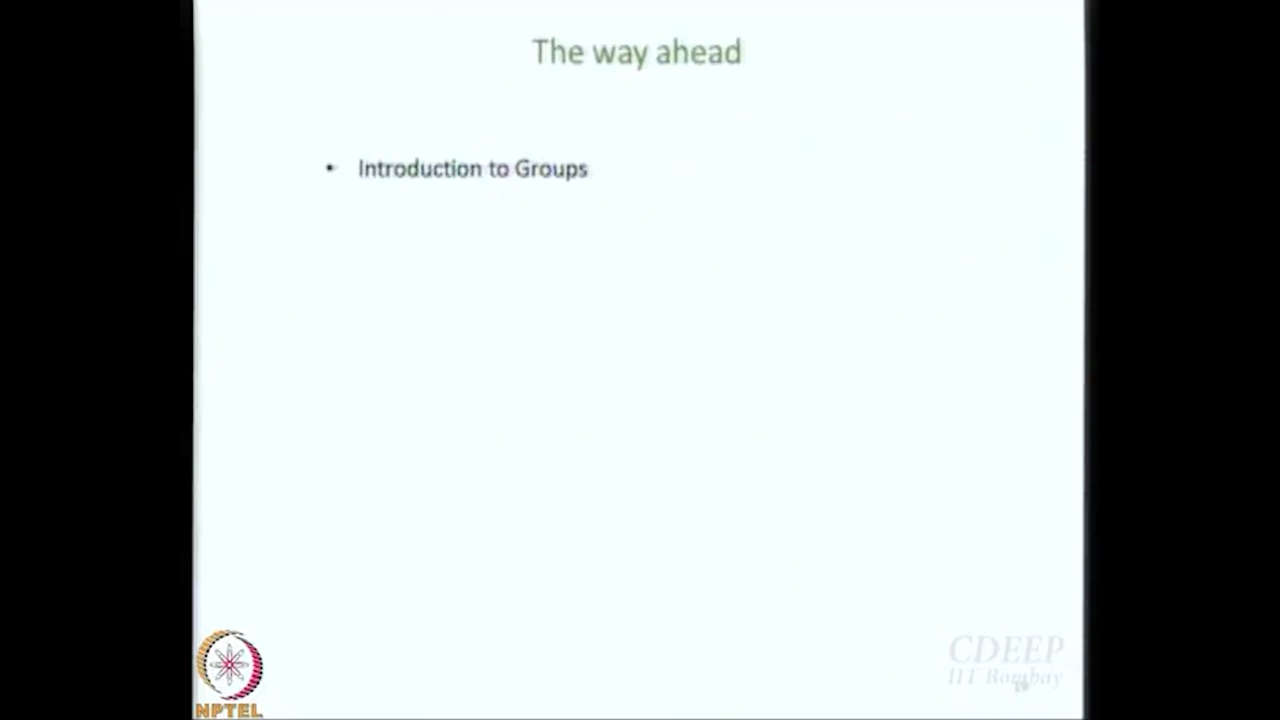 The way ahead
• Introduction to Groups
CDEEP
IIT Bombay
NPTEL